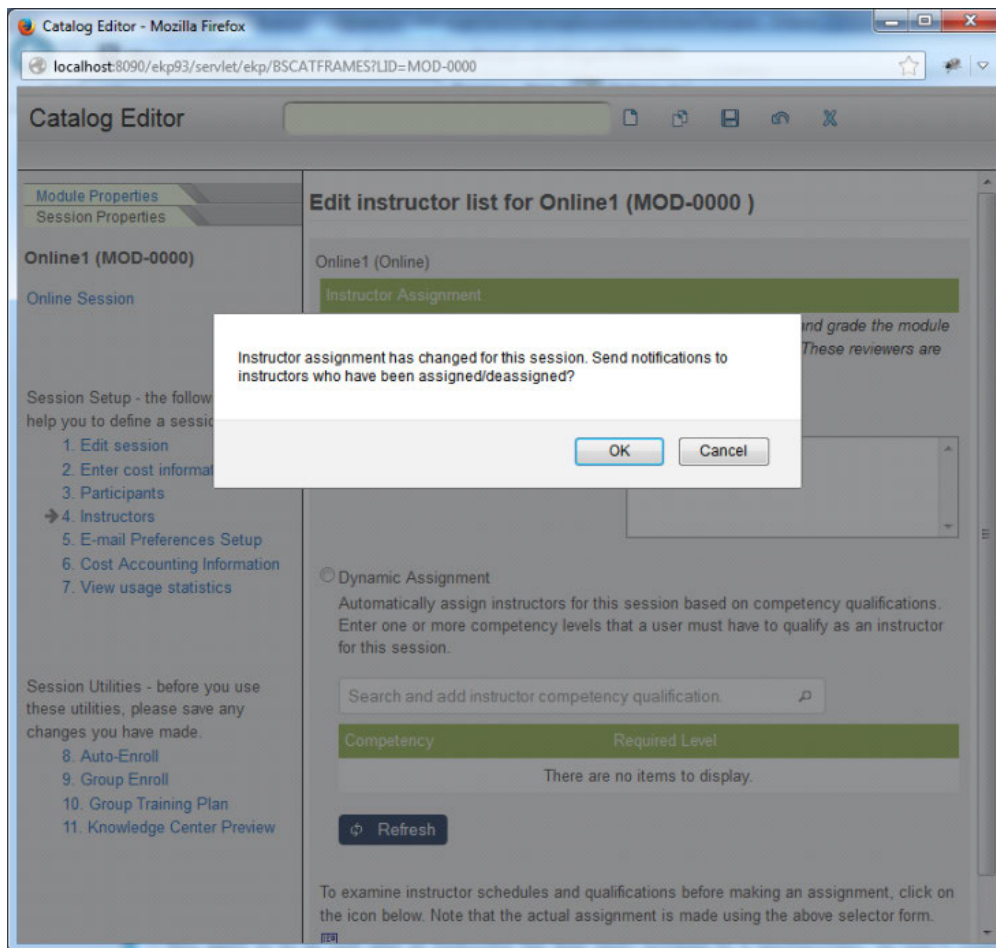 Catalog Editor - Mozilla Firefox
localhost:8090/ekp93/servlet/ekp/BSCATFRAMES?LID=MOD-0000
Catalog Editor
Module Properties
Session Properties
Online1 (MOD-0000)
Online Session
Session Setup - the follow
help you to define a sessio
1. Edit session
2. Enter cost informat
3. Participants
4. Instructors
5. E-mail Preferences Setup
6. Cost Accounting Information
7. View usage statistics
Session Utilities - before you use
these utilities, please save any
changes you have made.
8. Auto-Enroll
9. Group Enroll
10. Group Training Plan
11. Knowledge Center Preview
Edit instructor list for Online1 (MOD-0000 )
Online1 (Online)
Instructor Assignment
and grade the module
These reviewers are
Instructor assignment has changed for this session. Send notifications to
instructors who have been assigned/deassigned?
OK Cancel
Dynamic Assignment
Automatically assign instructors for this session based on competency qualifications.
Enter one or more competency levels that a user must have to qualify as an instructor
for this session.
Search and add instructor competency qualification.
Competency Required Level
There are no items to display.
Refresh
To examine instructor schedules and qualifications before making an assignment, click on
the icon below. Note that the actual assignment is made using the above selector form.